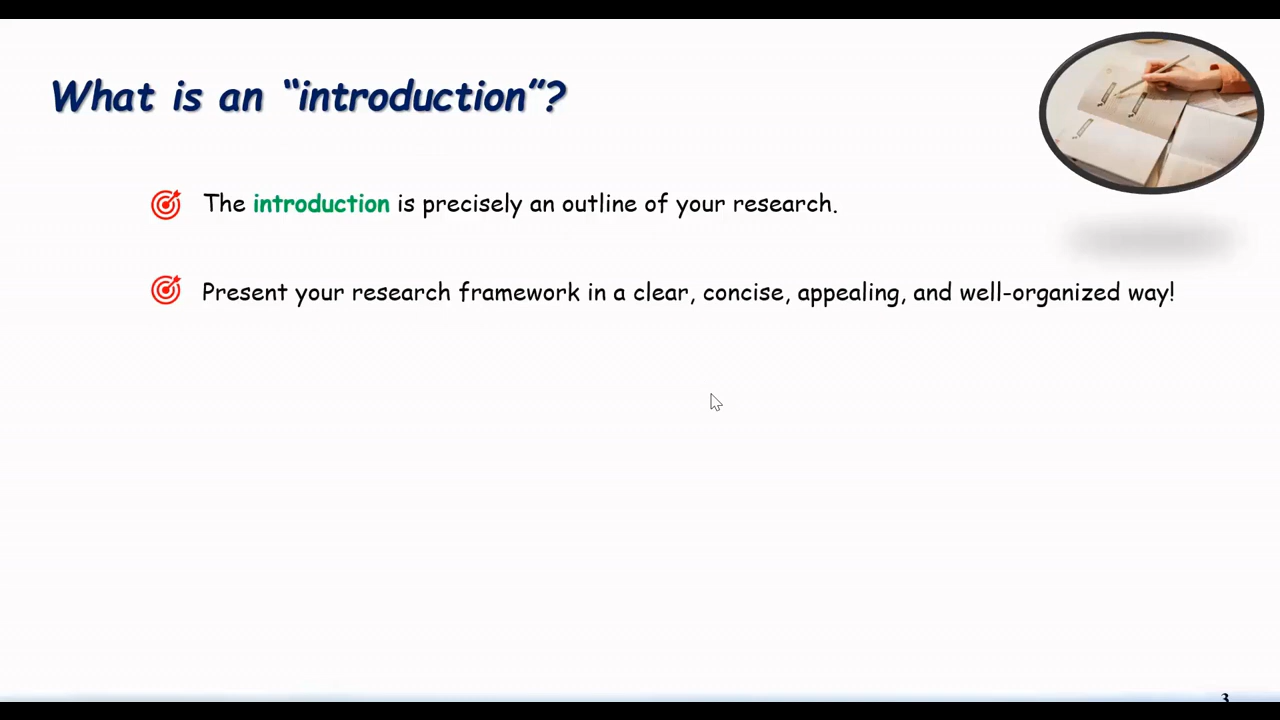 What is an “introduction”?
The introduction is precisely an outline of your research.
Present your research framework in a clear, concise, appealing, and well-organized way!
3